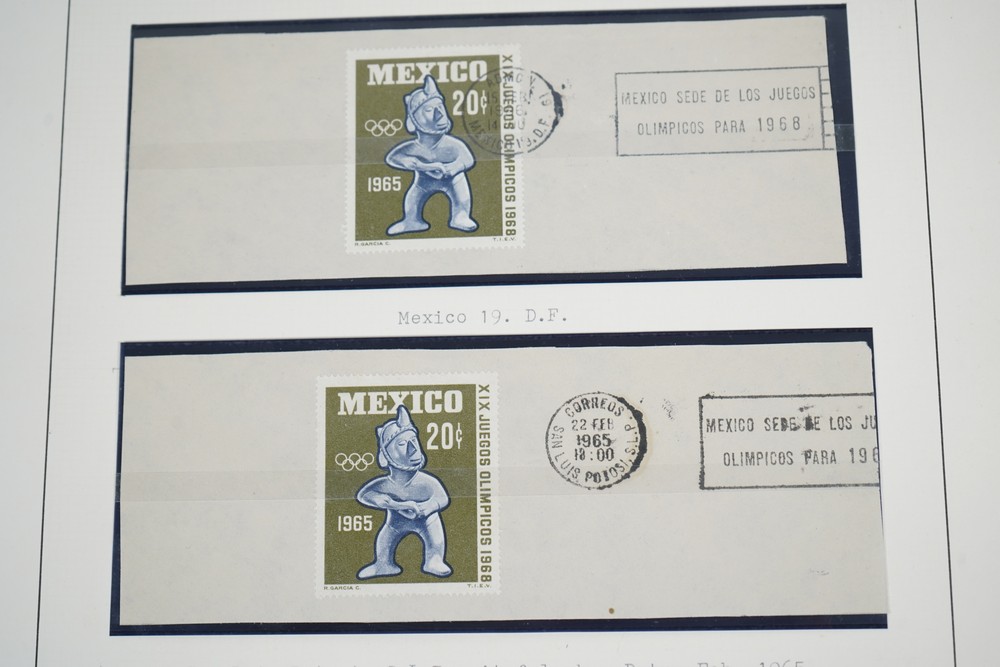 MEXICO
20¢
1965
XIX JUEGOS OLIMPICOS 1968
R. GARCIA C.
T.I.E.V.
MEXICO SEDE DE LOS JUEGOS
OLIMPICOS PARA 1968
Mexico 19. D.F.
MEXICO
20¢
1965
XIX JUEGOS OLIMPICOS 1968
R. GARCIA C.
T.I.E.V.
CORREOS
22 FEB
1965
18:00
SAN LUIS POTOSI, S.L.P.
MEXICO SEDE DE LOS JU
OLIMPICOS PARA 196